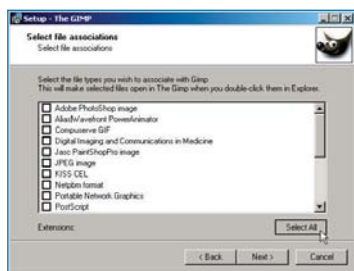 Setup - The GIMP
Select file associations
Select file associations
Select the file types you wish to associate with Gimp
This will make selected files open in The Gimp when you double-click them in Explorer.
Adobe PhotoShop image
Alias/Wavefront PowerAnimator
Compuserve GIF
Digital Imaging and Communications in Medicine
Jasc PaintShopPro image
JPEG image
KISS CEL
Netpbm format
Portable Network Graphics
PostScript
Extensions:
Select All
< Back
Next >
Cancel